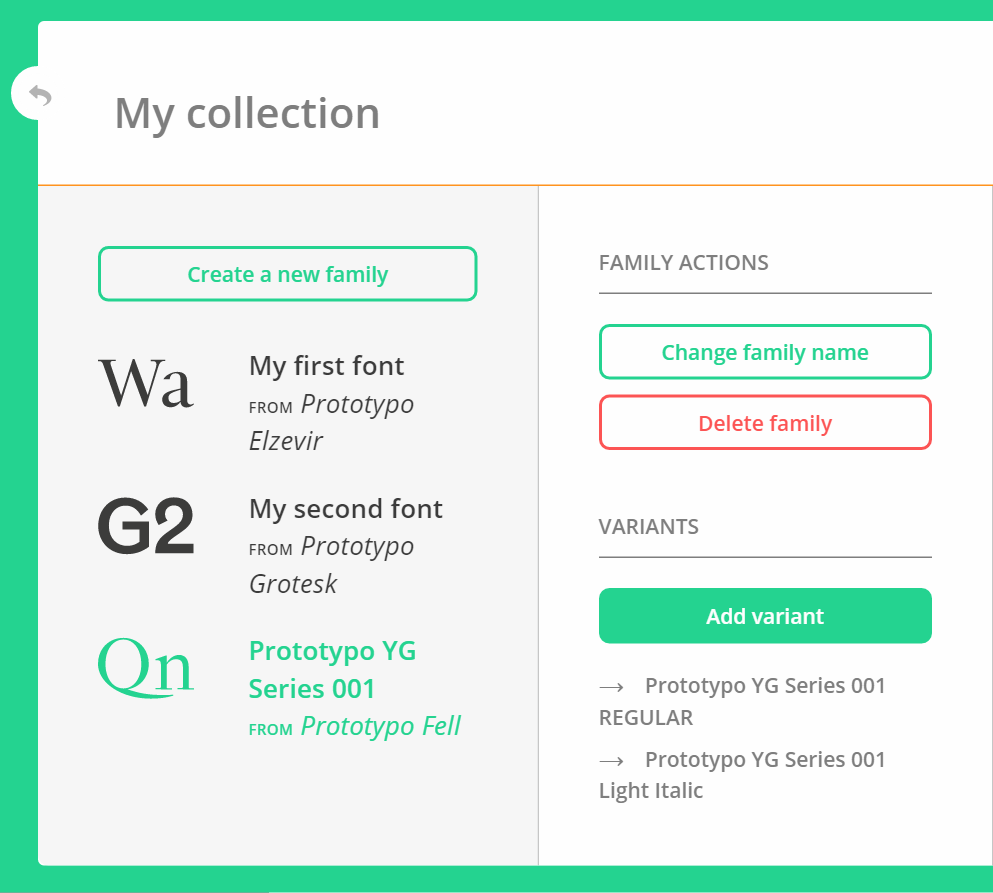 My collection
Create a new family
Wa
My first font
FROM Prototypo
Elzevir
G2
My second font
FROM Prototypo
Grotesk
Qn
Prototypo YG
Series 001
FROM Prototypo Fell
FAMILY ACTIONS
Change family name
Delete family
VARIANTS
Add variant
→ Prototypo YG Series 001
REGULAR
→ Prototypo YG Series 001
Light Italic